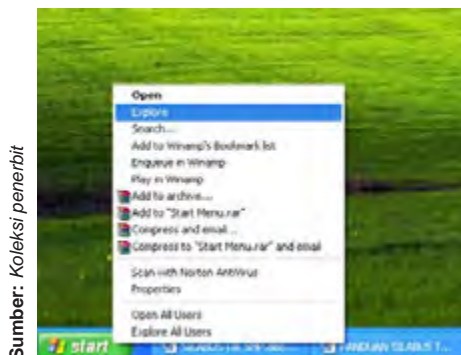 Sumber: Koleksi penerbit
Open
Explore
Search...
Add to Winamp's Bookmark list
Enqueue in Winamp
Play in Winamp
Add to archive...
Add to "Start Menu.rar"
Compress and email...
Compress to "Start Menu.rar" and email
Scan with Norton AntiVirus
Properties
Open All Users
Explore All Users
start